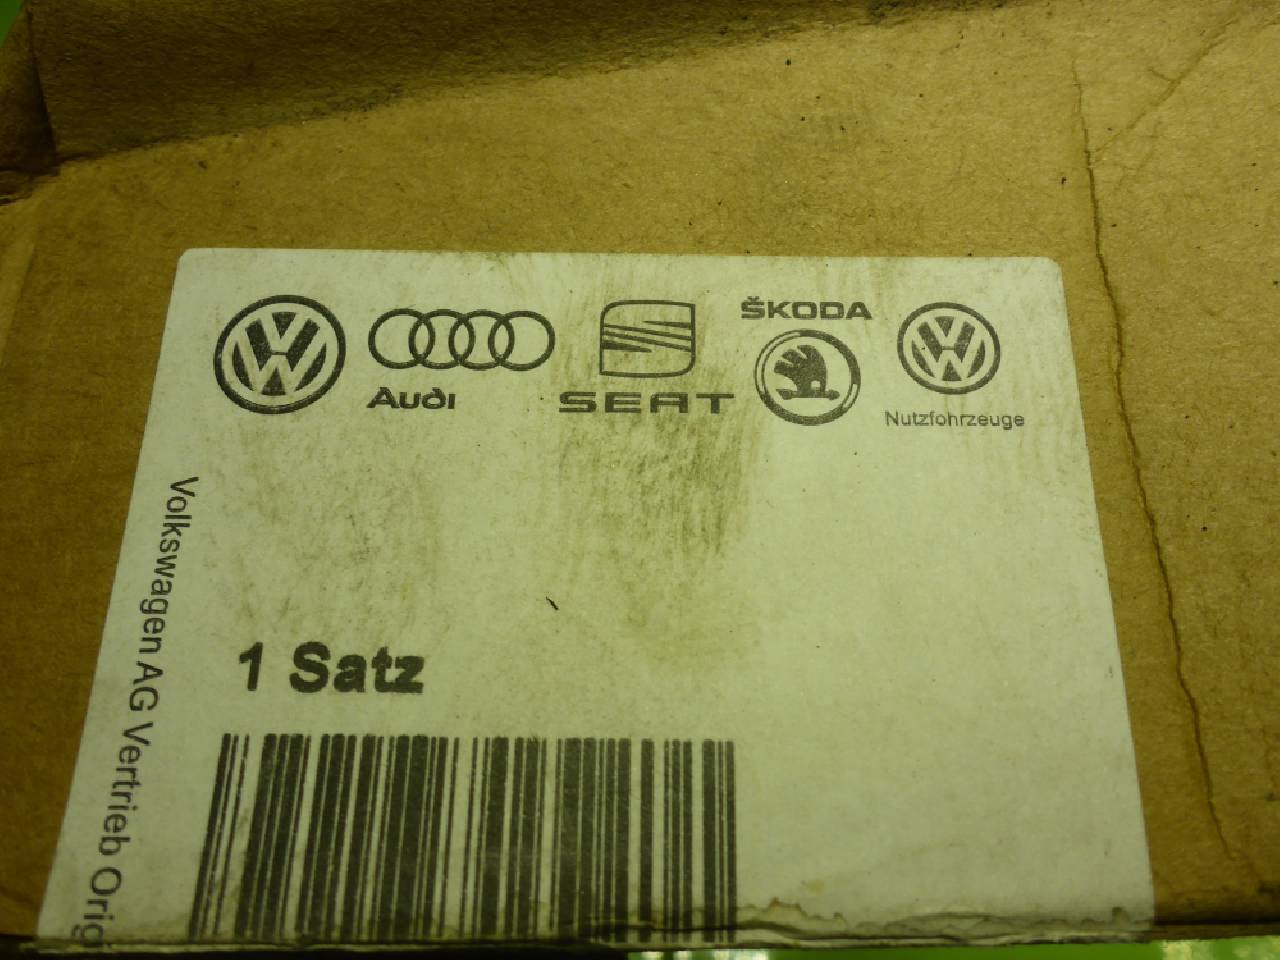 Audi
SEAT
ŠKODA
Nutzfahrzeuge
Volkswagen AG Vertrieb Orig
1 Satz